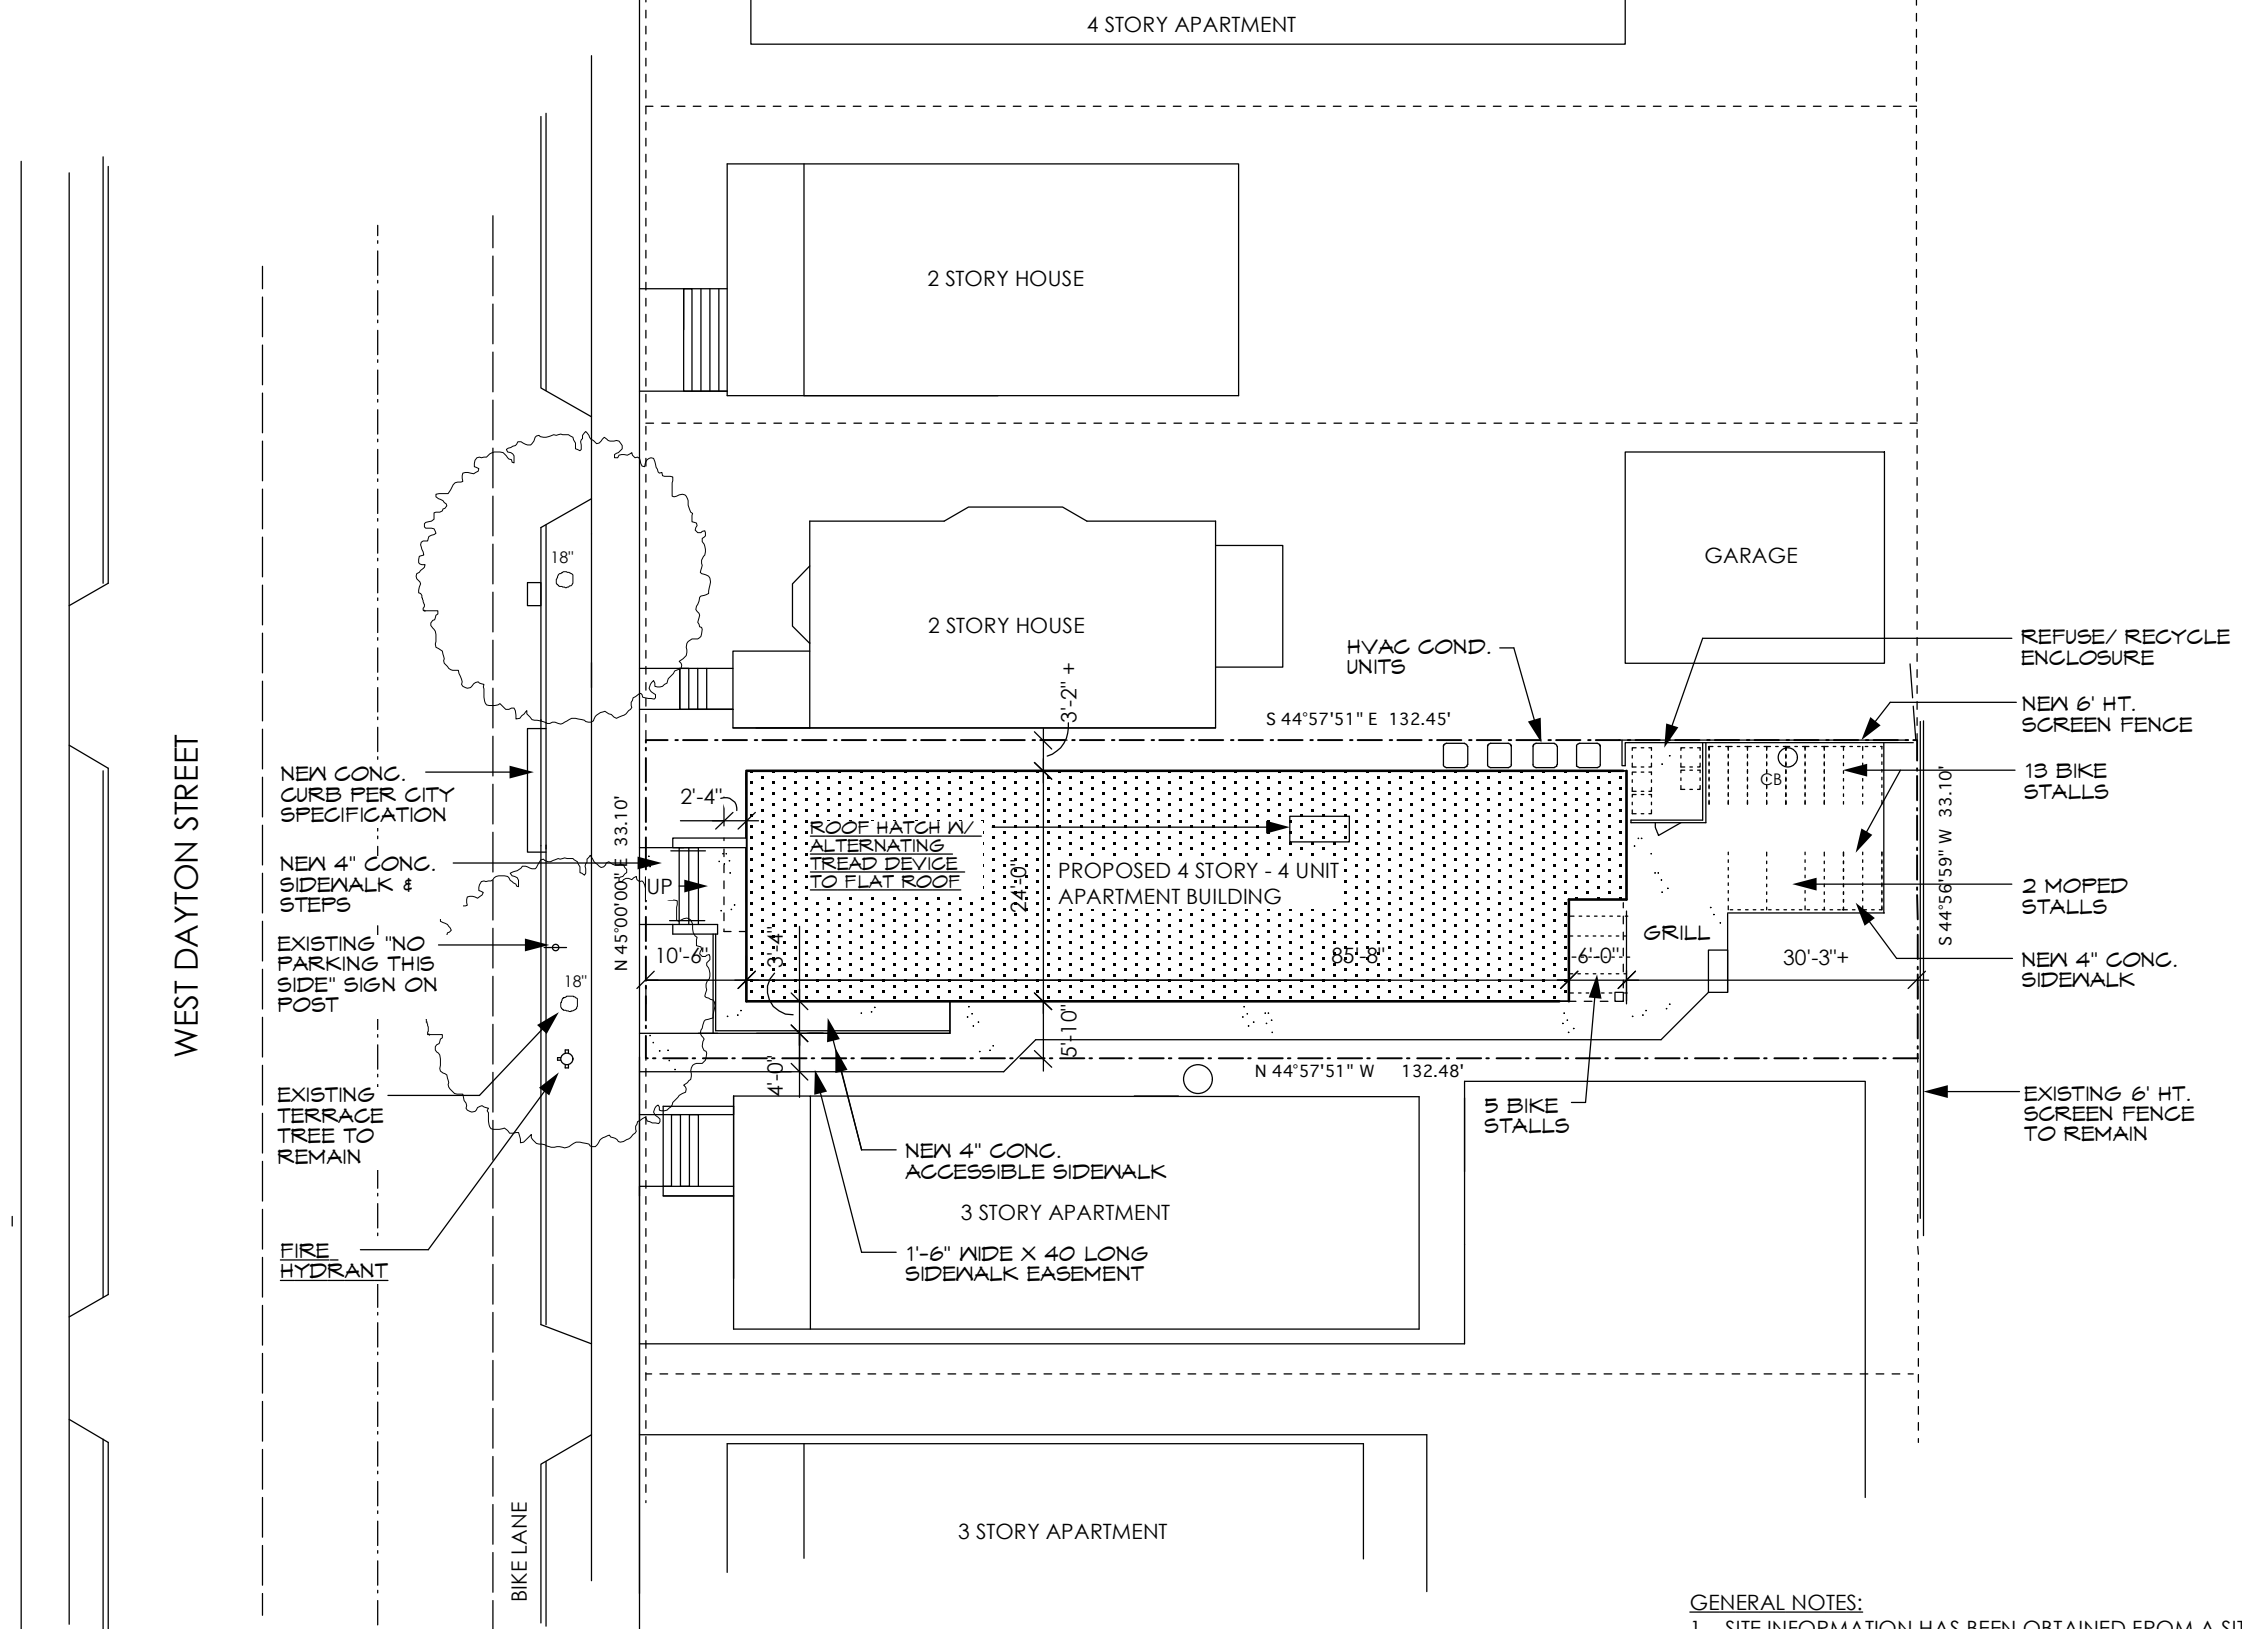 4 STORY APARTMENT
2 STORY HOUSE
18"
GARAGE
2 STORY HOUSE
HVAC COND.
UNITS
REFUSE/ RECYCLE
ENCLOSURE
3'-2" +
S 44°57'51" E 132.45'
NEW 6' HT.
SCREEN FENCE
WEST DAYTON STREET
NEW CONC.
CURB PER CITY
SPECIFICATION
N 45°00'00" E 33.10'
2'-4"
CB
13 BIKE
STALLS
S 44°56'59" W 33.10'
ROOF HATCH W/
ALTERNATING
TREAD DEVICE
TO FLAT ROOF
NEW 4" CONC.
SIDEWALK &
STEPS
UP
24'-0"
PROPOSED 4 STORY - 4 UNIT
APARTMENT BUILDING
2 MOPED
STALLS
EXISTING "NO
PARKING THIS
SIDE" SIGN ON
POST
GRILL
10'-6"
3'-4"
85'-8"
6'-0"
30'-3"+
NEW 4" CONC.
SIDEWALK
18"
5'-10"
4'-0"
N 44°57'51" W 132.48'
EXISTING
TERRACE
TREE TO
REMAIN
5 BIKE
STALLS
EXISTING 6' HT.
SCREEN FENCE
TO REMAIN
NEW 4" CONC.
ACCESSIBLE SIDEWALK
3 STORY APARTMENT
FIRE
HYDRANT
1'-6" WIDE X 40 LONG
SIDEWALK EASEMENT
BIKE LANE
3 STORY APARTMENT
GENERAL NOTES:
1. SITE INFORMATION HAS BEEN OBTAINED FROM A SIT